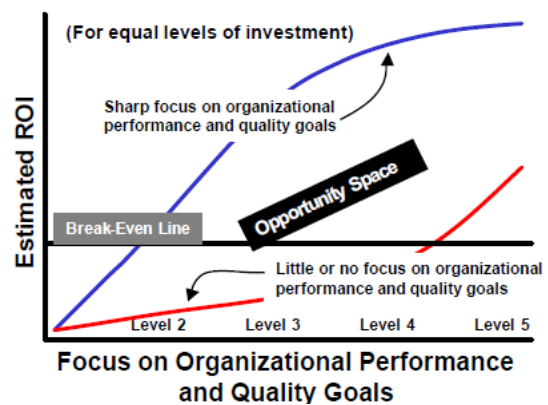 (For equal levels of investment)
Sharp focus on organizational
performance and quality goals
Estimated ROI
Opportunity Space
Break-Even Line
Little or no focus on organizational
performance and quality goals
Level 2 Level 3 Level 4 Level 5
Focus on Organizational Performance
and Quality Goals